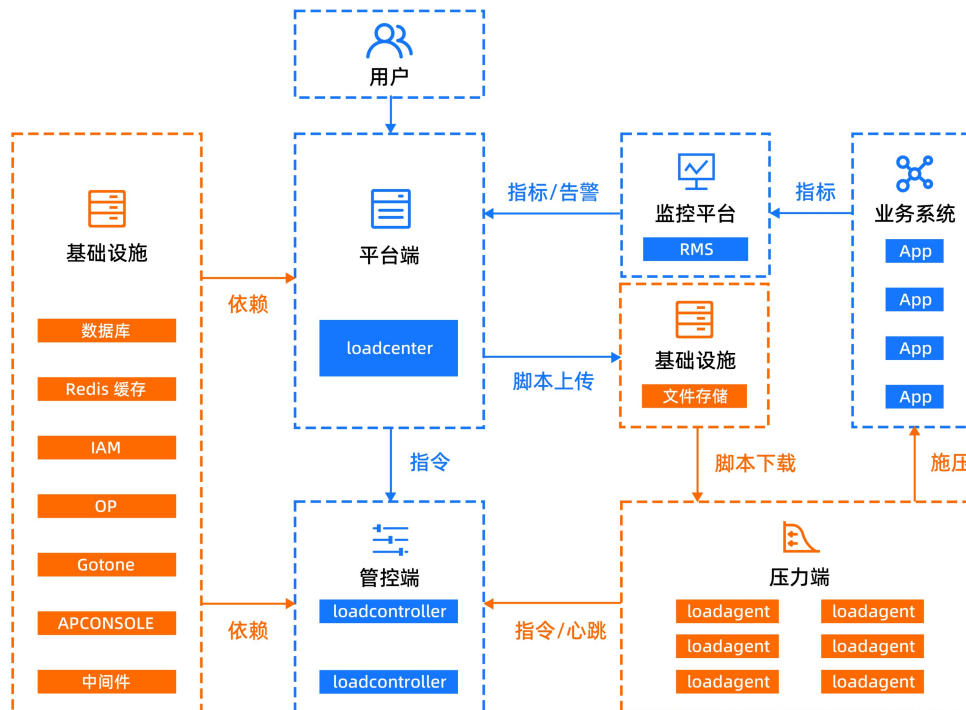 用户
基础设施
数据库
Redis 缓存
IAM
OP
Gotone
APCONSOLE
中间件
依赖
依赖
平台端
loadcenter
指令
管控端
loadcontroller
loadcontroller
指标/告警
监控平台
RMS
指标
业务系统
App
App
App
App
脚本上传
基础设施
文件存储
脚本下载
施压
指令/心跳
压力端
loadagent
loadagent
loadagent
loadagent
loadagent
loadagent